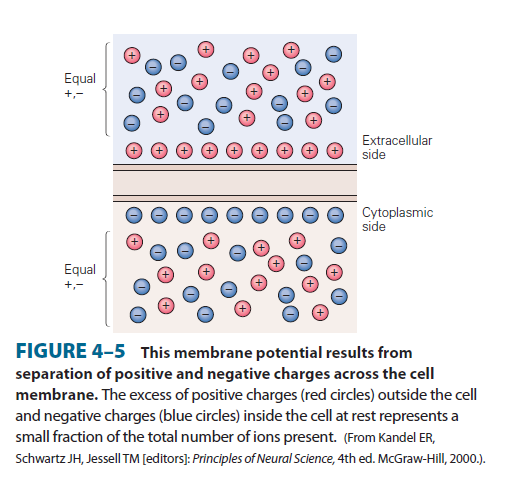 Equal
+,–
Extracellular
side
Cytoplasmic
side
Equal
+,–
FIGURE 4–5 This membrane potential results from
separation of positive and negative charges across the cell
membrane. The excess of positive charges (red circles) outside the cell
and negative charges (blue circles) inside the cell at rest represents a
small fraction of the total number of ions present. (From Kandel ER,
Schwartz JH, Jessell TM [editors]: Principles of Neural Science, 4th ed. McGraw-Hill, 2000.).